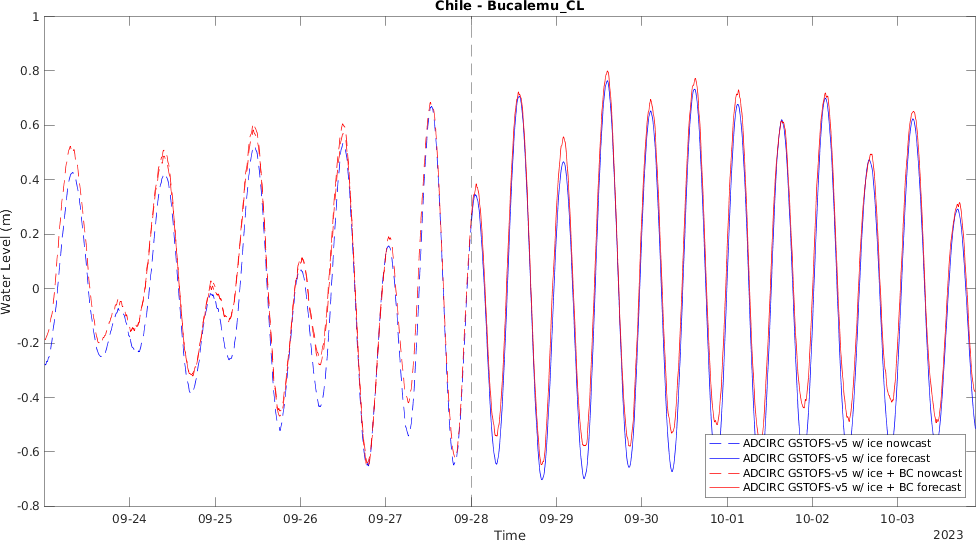 Chile - Bucalemu_CL
Water Level (m)
1
0.8
0.6
0.4
0.2
0
-0.2
-0.4
-0.6
-0.8
ADCIRC GSTOFS-v5 w/ ice nowcast
ADCIRC GSTOFS-v5 w/ ice forecast
ADCIRC GSTOFS-v5 w/ ice + BC nowcast
ADCIRC GSTOFS-v5 w/ ice + BC forecast
09-24 09-25 09-26 09-27 09-28 09-29 09-30 10-01 10-02 10-03
Time
2023